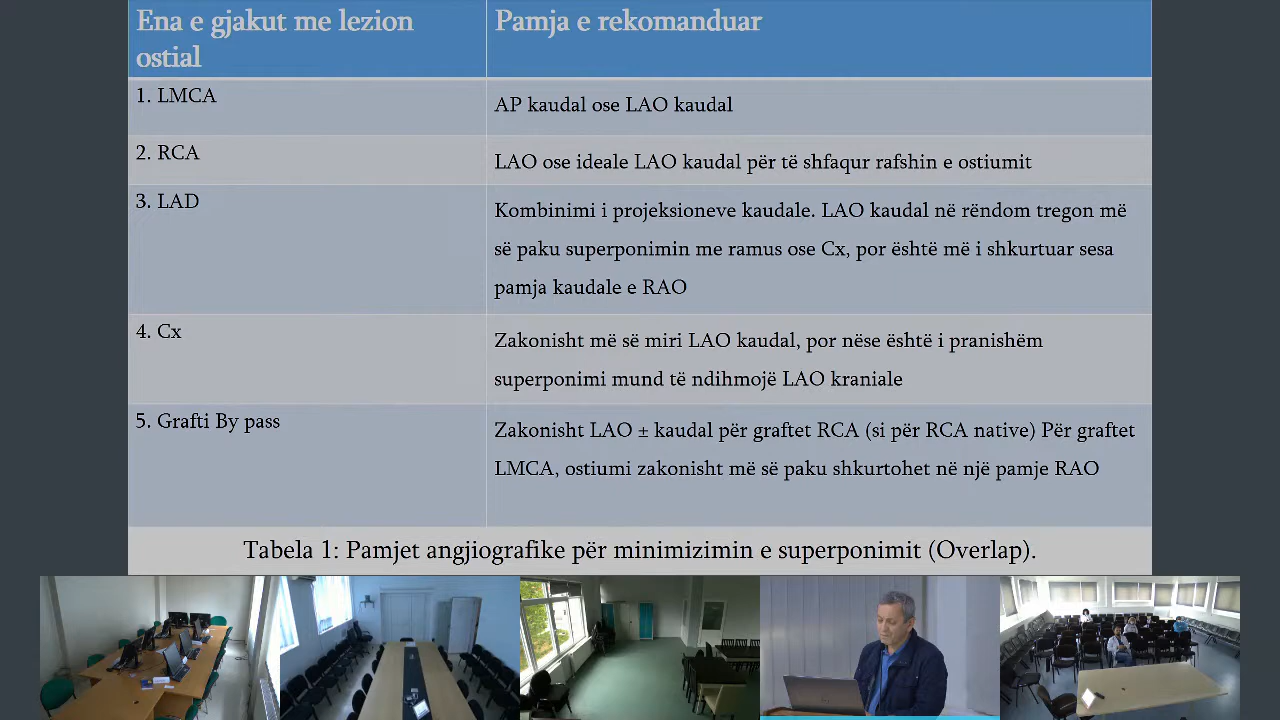 Ena e gjakut me lezion
ostial
Pamja e rekomanduar
1. LMCA
AP kaudal ose LAO kaudal
2. RCA
LAO ose ideale LAO kaudal për të shfaqur rafshin e ostiumit
3. LAD
Kombinimi i projeksioneve kaudale. LAO kaudal në rëndom tregon më
së paku superponimin me ramus ose Cx, por është më i shkurtuar sesa
pamja kaudale e RAO
4. Cx
Zakonisht më së miri LAO kaudal, por nëse është i pranishëm
superponimi mund të ndihmojë LAO kraniale
5. Grafti By pass
Zakonisht LAO ± kaudal për graftet RCA (si për RCA native) Për graftet
LMCA, ostiumi zakonisht më së paku shkurtohet në një pamje RAO
Tabela 1: Pamjet angjiografike për minimizimin e superponimit (Overlap).